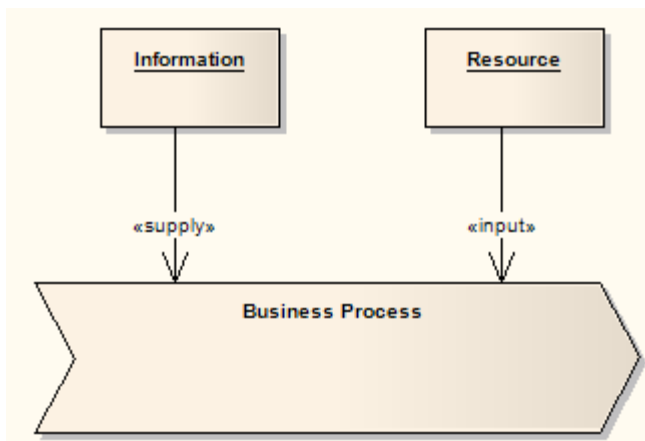 Information
Resource
«supply»
«input»
Business Process